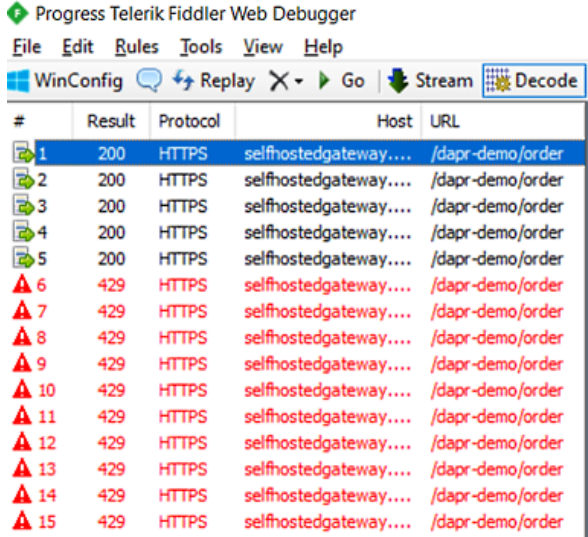 Progress Telerik Fiddler Web Debugger
File Edit Rules Tools View Help
WinConfig Replay X Go Stream Decode
# Result Protocol Host URL
1 200 HTTPS selfhostedgateway.... /dapr-demo/order
2 200 HTTPS selfhostedgateway.... /dapr-demo/order
3 200 HTTPS selfhostedgateway.... /dapr-demo/order
4 200 HTTPS selfhostedgateway.... /dapr-demo/order
5 200 HTTPS selfhostedgateway.... /dapr-demo/order
6 429 HTTPS selfhostedgateway.... /dapr-demo/order
7 429 HTTPS selfhostedgateway.... /dapr-demo/order
8 429 HTTPS selfhostedgateway.... /dapr-demo/order
9 429 HTTPS selfhostedgateway.... /dapr-demo/order
10 429 HTTPS selfhostedgateway.... /dapr-demo/order
11 429 HTTPS selfhostedgateway.... /dapr-demo/order
12 429 HTTPS selfhostedgateway.... /dapr-demo/order
13 429 HTTPS selfhostedgateway.... /dapr-demo/order
14 429 HTTPS selfhostedgateway.... /dapr-demo/order
15 429 HTTPS selfhostedgateway.... /dapr-demo/order